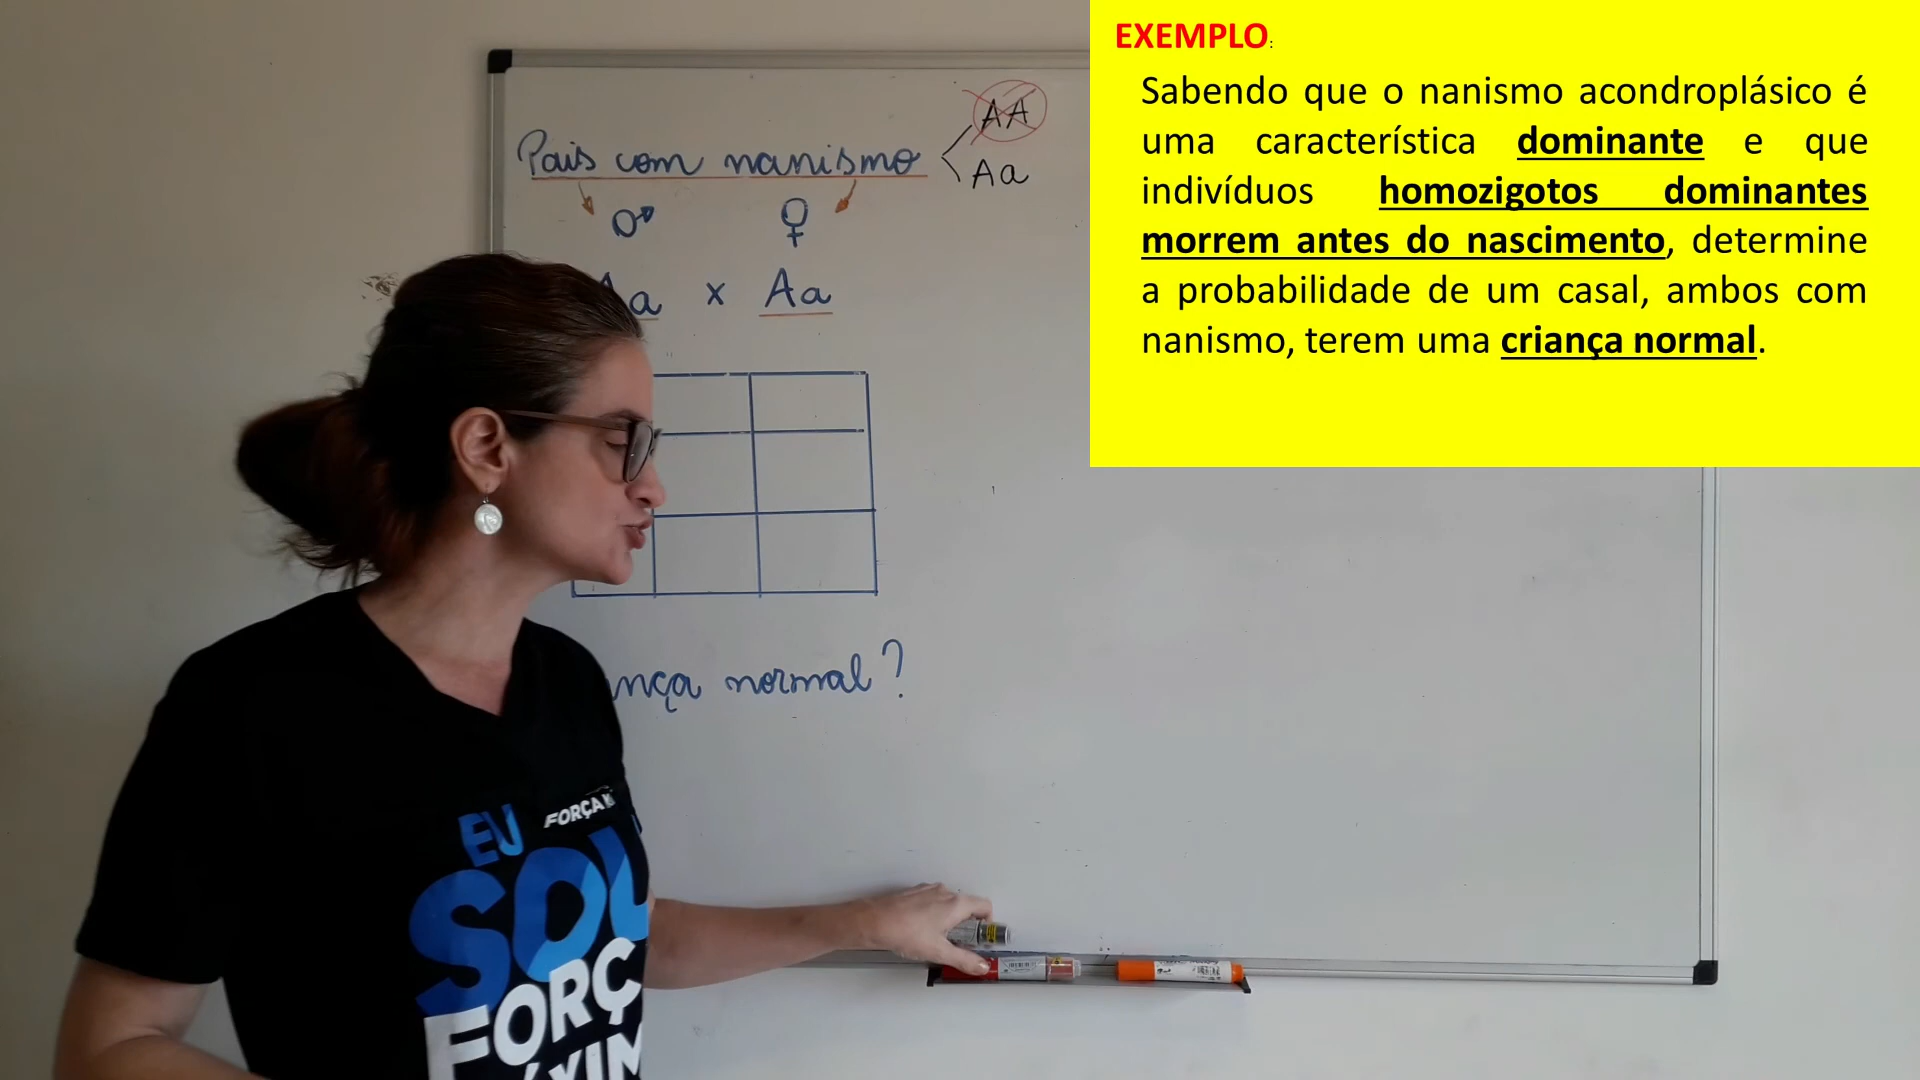 EXEMPLO:
Sabendo que o nanismo acondroplásico é
uma característica dominante e que
indivíduos homozigotos dominantes
morrem antes do nascimento, determine
a probabilidade de um casal, ambos com
nanismo, terem uma criança normal.
AA
Pais com nanismo
Aa
♂ ♀
Aa x Aa
normal?
EU
SOU
FORÇA